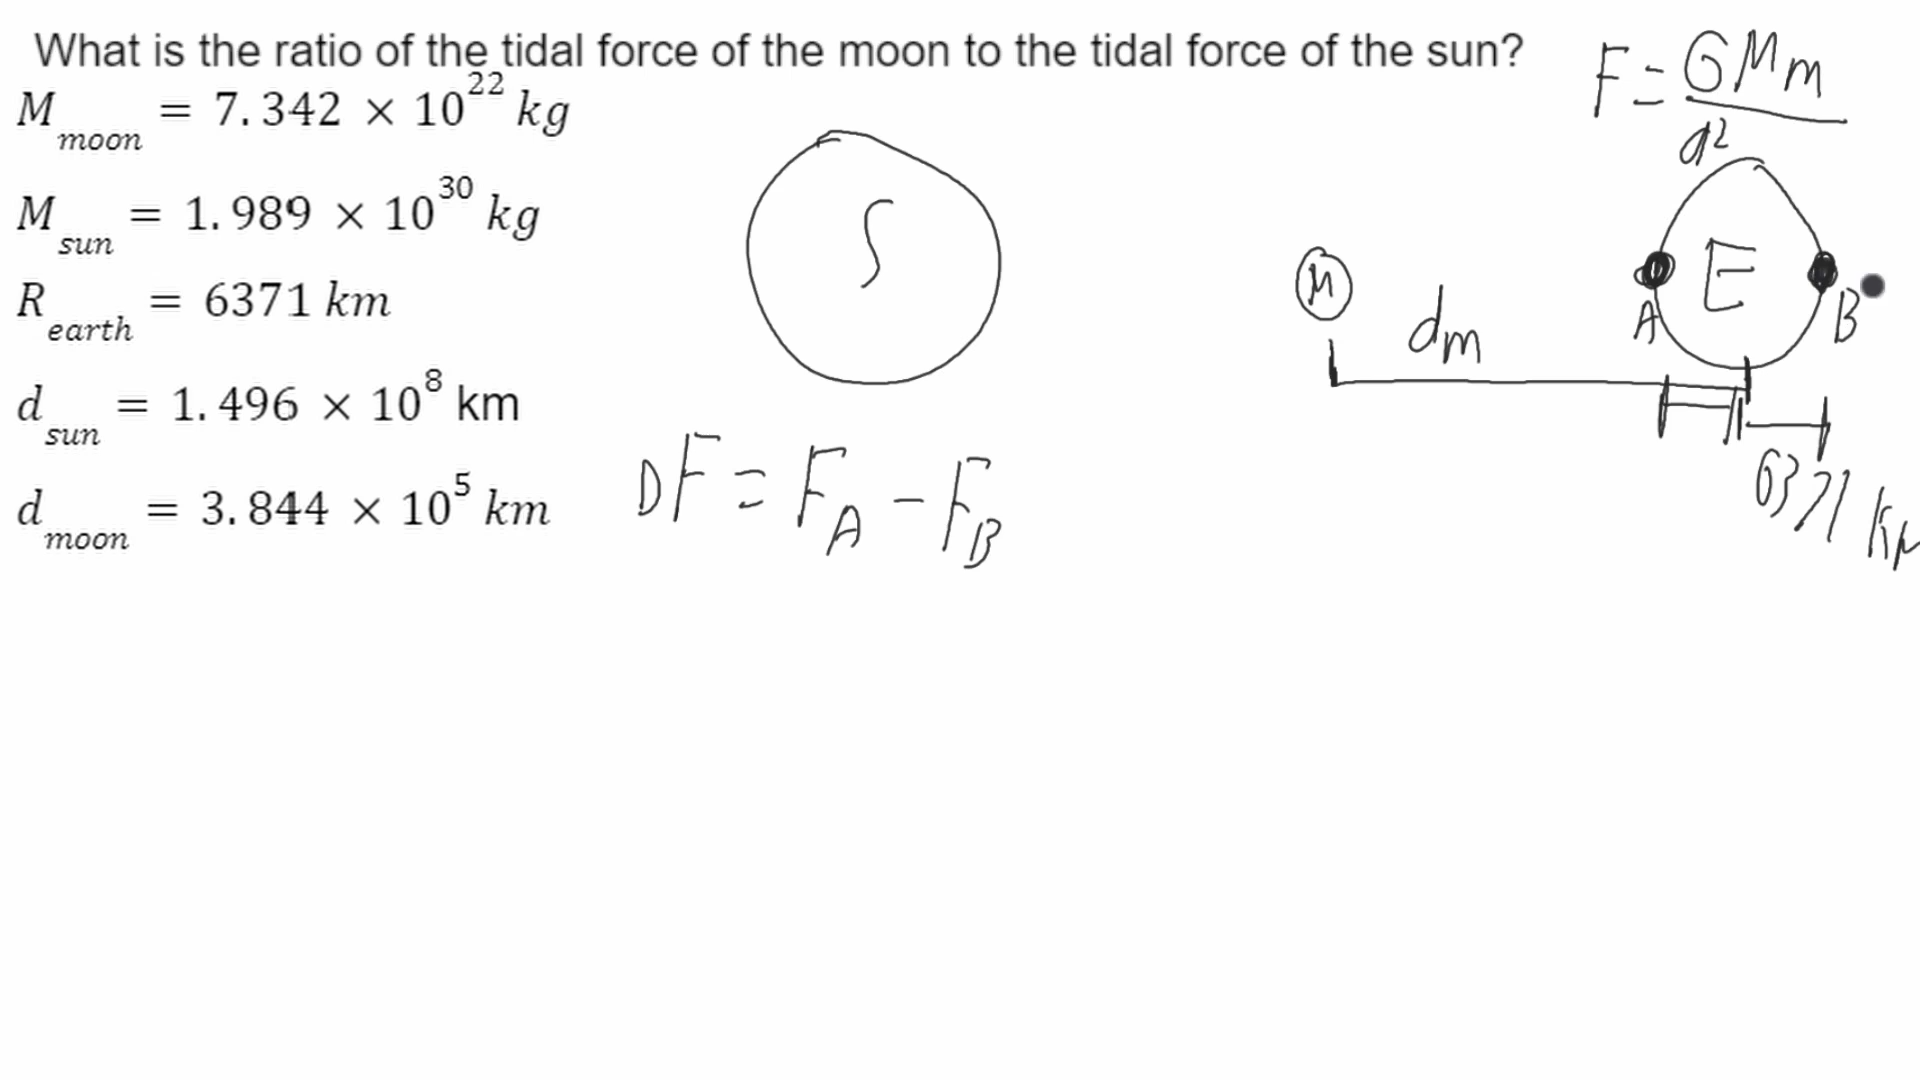 What is the ratio of the tidal force of the moon to the tidal force of the sun?
M_moon = 7.342 × 10^22 kg
M_sun = 1.989 × 10^30 kg
R_earth = 6371 km
d_sun = 1.496 × 10^8 km
d_moon = 3.844 × 10^5 km
F = GMm
d²
S
M
E
A
B
dm
6371 km
DF = F_A - F_B